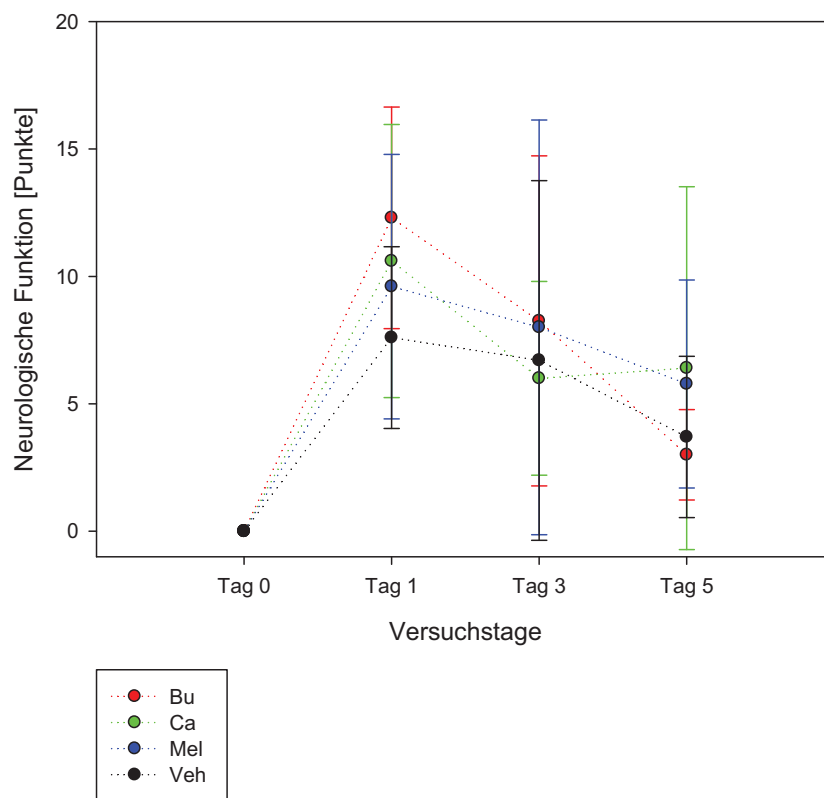 Neurologische Funktion [Punkte]
20
15
10
5
0
Tag 0 Tag 1 Tag 3 Tag 5
Versuchstage
Bu
Ca
Mel
Veh